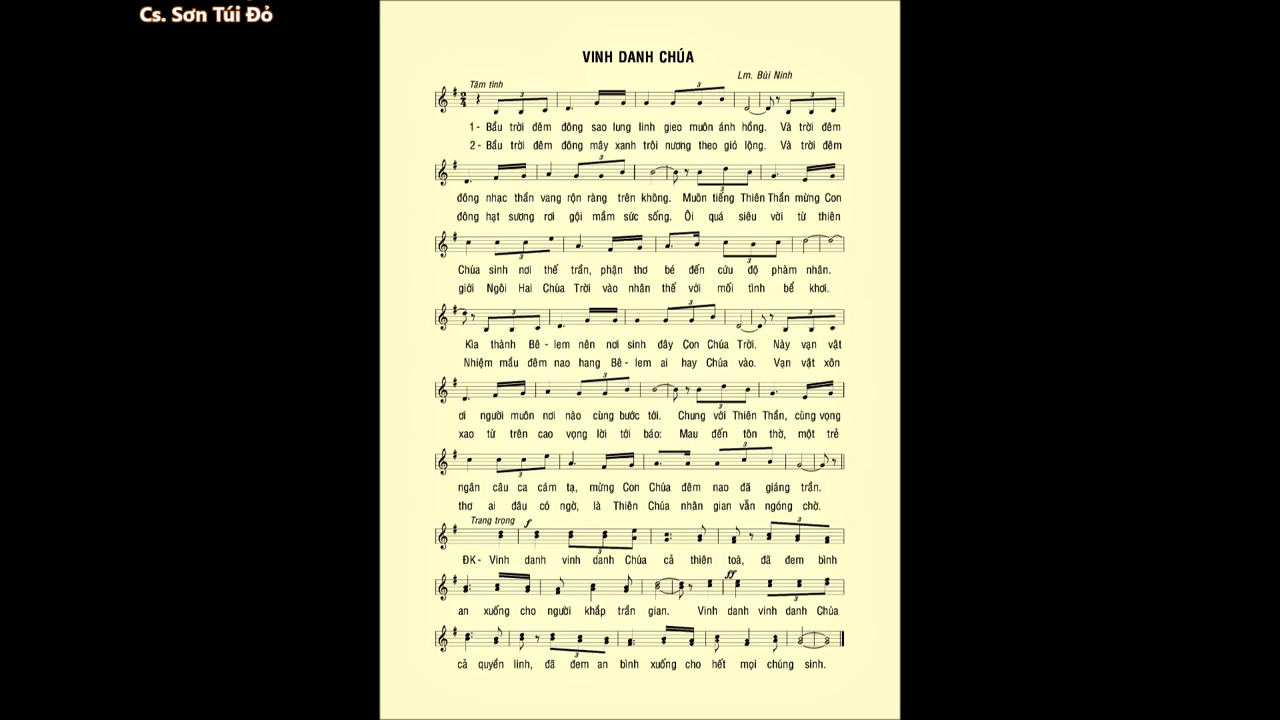 Cs. Sơn Túi Đỏ
VINH DANH CHÚA
Lm. Bùi Ninh
Tâm tình
1- Bầu trời đêm đông sao lung linh gieo muôn ánh hồng. Và trời đêm
2- Bầu trời đêm đông mây xanh trôi nương theo gió lộng. Và trời đêm
đông nhạc thần vang rộn ràng trên không. Muôn tiếng Thiên Thần mừng Con
đông hạt sương rơi gội mầm sức sống. Ôi quá siêu vời từ thiên
Chúa sinh nơi thế trần, phận thơ bé đến cứu độ phàm nhân.
giới Ngôi Hai Chúa Trời vào nhân thế với mối tình bể khơi.
Kìa thành Bê - lem nên nơi sinh đây Con Chúa Trời. Này vạn vật
Nhiệm mầu đêm nao hang Bê - lem ai hay Chúa vào. Vạn vật xôn
ơi người muôn nơi nào cùng bước tới. Chung với Thiên Thần, cùng vọng
xao từ trên cao vọng lời tới báo: Mau đến tôn thờ, một trẻ
ngân câu ca cám tạ, mừng Con Chúa đêm nao đã giáng trần.
thơ ai đâu có ngờ, là Thiên Chúa nhân gian vẫn ngóng chờ.
Trang trọng f
ĐK- Vinh danh vinh danh Chúa cả thiên toà, đã đem bình
an xuống cho người khắp trần gian. Vinh danh vinh danh Chúa
ff
cả quyền linh, đã đem an bình xuống cho hết mọi chúng sinh.